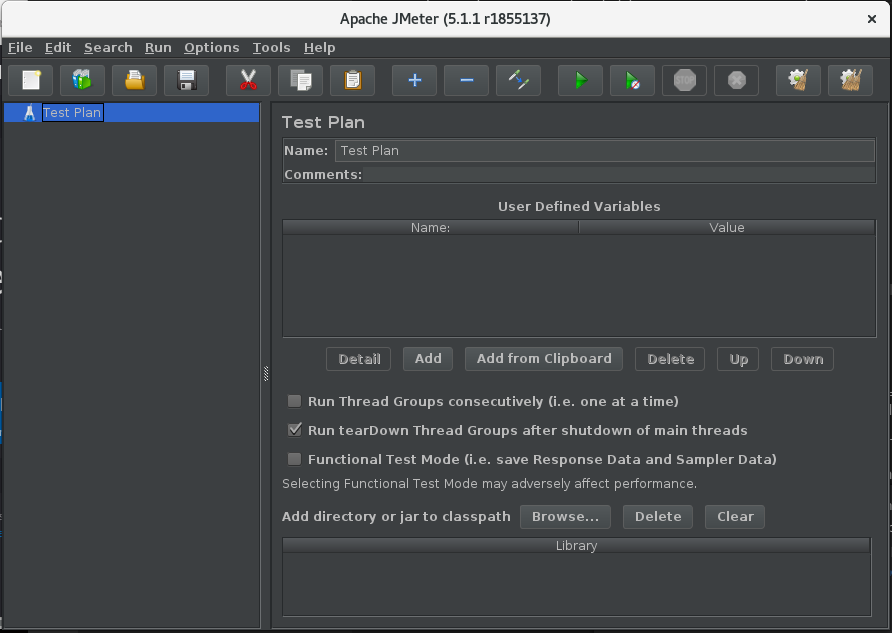 Apache JMeter (5.1.1 r1855137)
×
File Edit Search Run Options Tools Help
STOP
Test Plan
Test Plan
Name: Test Plan
Comments:
User Defined Variables
Name: Value
Detail Add Add from Clipboard Delete Up Down
Run Thread Groups consecutively (i.e. one at a time)
Run tearDown Thread Groups after shutdown of main threads
Functional Test Mode (i.e. save Response Data and Sampler Data)
Selecting Functional Test Mode may adversely affect performance.
Add directory or jar to classpath Browse... Delete Clear
Library